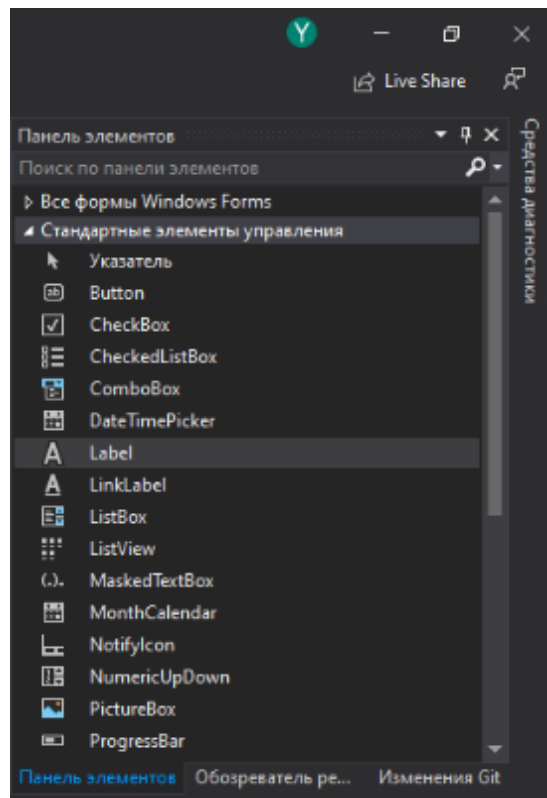 Y
Live Share
Панель элементов
Поиск по панели элементов
Все формы Windows Forms
Стандартные элементы управления
Указатель
Button
CheckBox
CheckedListBox
ComboBox
DateTimePicker
Label
LinkLabel
ListBox
ListView
MaskedTextBox
MonthCalendar
NotifyIcon
NumericUpDown
PictureBox
ProgressBar
Панель элементов Обозреватель ре... Изменения Git
Средства диагностики